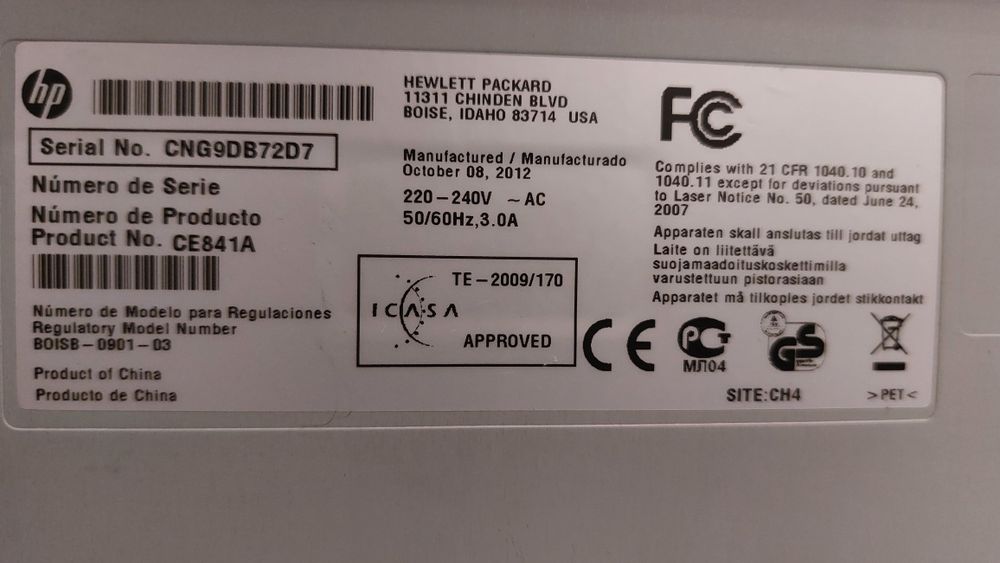 hp
Serial No. CNG9DB72D7
Número de Serie
Número de Producto
Product No. CE841A
Número de Modelo para Regulaciones
Regulatory Model Number
BOISB-0901-03
Product of China
Producto de China
HEWLETT PACKARD
11311 CHINDEN BLVD
BOISE, IDAHO 83714 USA
Manufactured / Manufacturado
October 08, 2012
220-240V ~ AC
50/60Hz,3.0A
TE-2009/170
ICASA
APPROVED
FC
Complies with 21 CFR 1040.10 and
1040.11 except for deviations pursuant
to Laser Notice No. 50, dated June 24,
2007
Apparaten skall anslutas till jordat uttag
Laite on liitettävä
suojamaadoituskoskettimilla
varustettuun pistorasiaan
Apparatet må tilkoples jordet stikkontakt
CE
РСТ
МЛ04
GS
SITE:CH4
>PET<